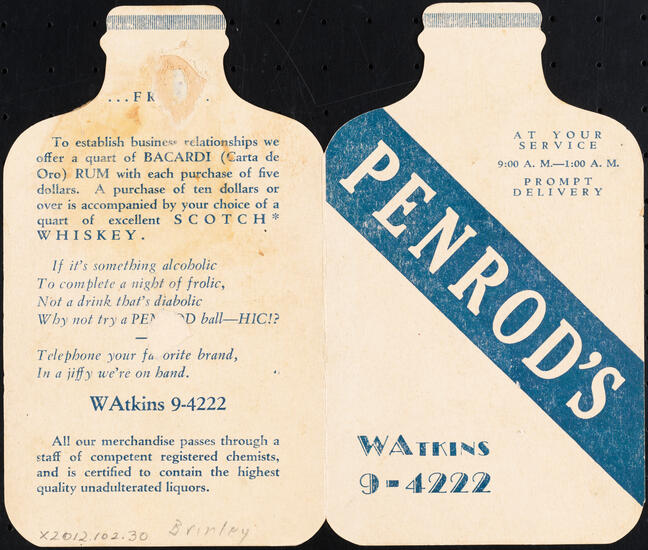 ...FR .
To establish business relationships we
offer a quart of BACARDI (Carta de
Oro) RUM with each purchase of five
dollars. A purchase of ten dollars or
over is accompanied by your choice of a
quart of excellent SCOTCH*
WHISKEY.
If it's something alcoholic
To complete a night of frolic,
Not a drink that's diabolic
Why not try a PENROD ball—HIC!?
—
Telephone your favorite brand,
In a jiffy we're on hand.
WAtkins 9-4222
All our merchandise passes through a
staff of competent registered chemists,
and is certified to contain the highest
quality unadulterated liquors.
X2012.102.30 Brinley
AT YOUR
SERVICE
9:00 A. M.—1:00 A. M.
PROMPT
DELIVERY
PENROD'S
WATKINS
9-4222